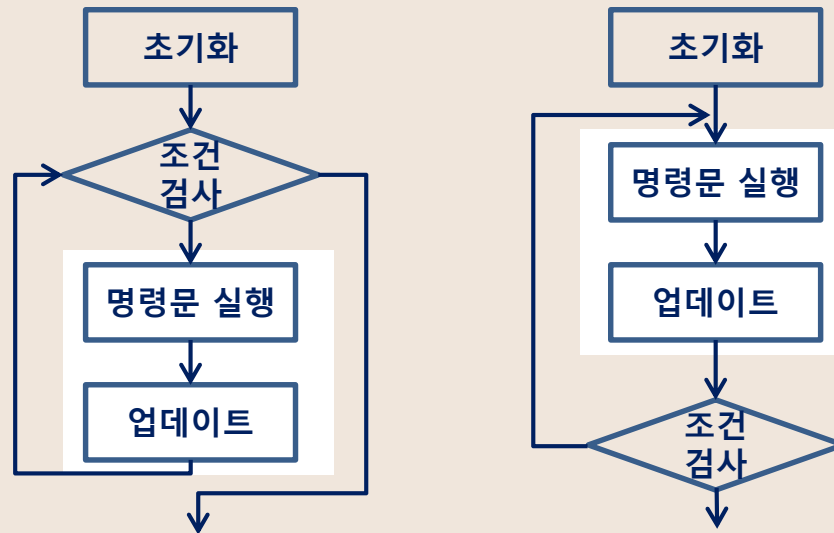 초기화
조건
검사
명령문 실행
업데이트
초기화
명령문 실행
업데이트
조건
검사